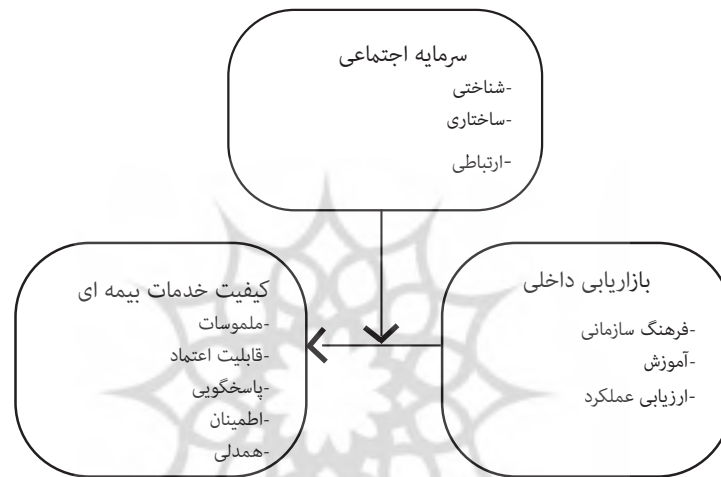 سرمایه اجتماعی
-شناختی
-ساختاری
-ارتباطی
بازاریابی داخلی
-فرهنگ سازمانی
-آموزش
-ارزیابی عملکرد
کیفیت خدمات بیمه ای
-ملموسات
-قابلیت اعتماد
-پاسخگویی
-اطمینان
-همدلی